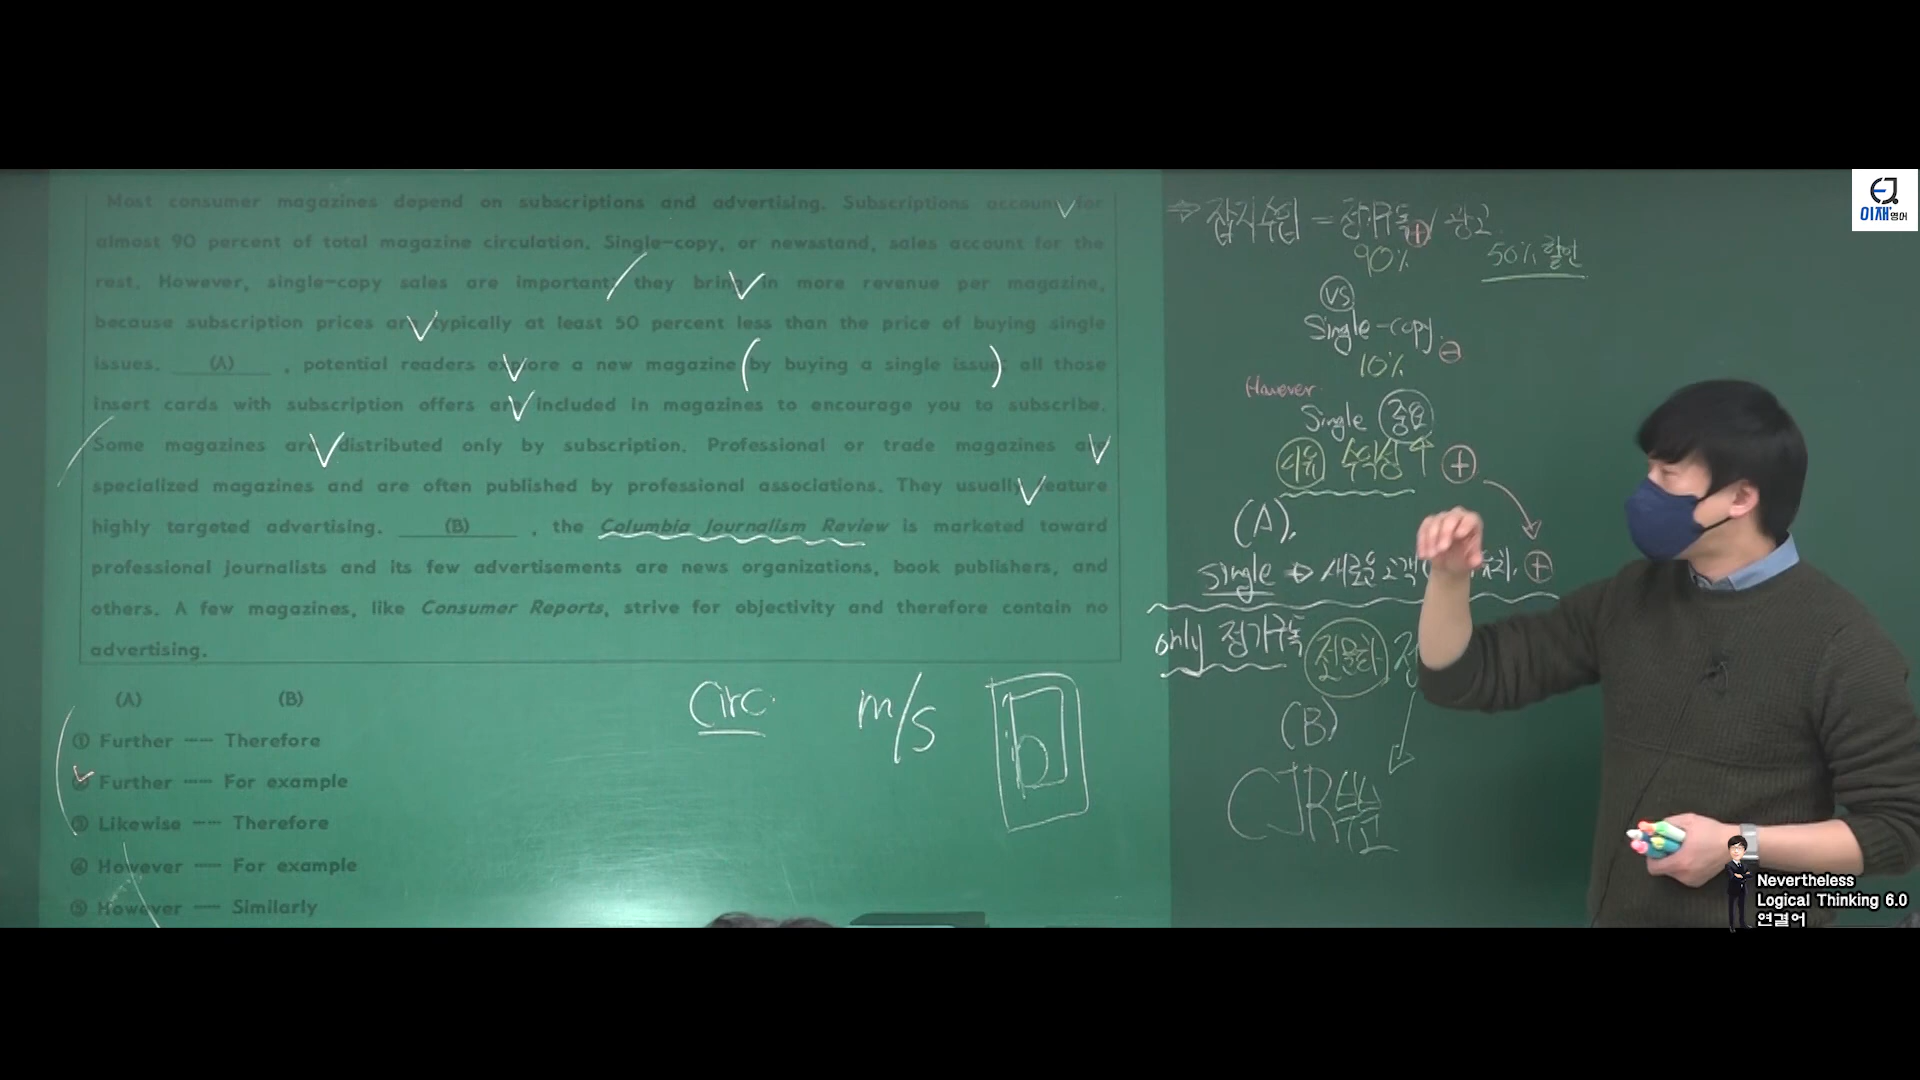 Most consumer magazines depend on subscriptions and advertising. Subscriptions account for
almost 90 percent of total magazine circulation. Single-copy, or newsstand, sales account for the
rest. However, single-copy sales are important; they bring in more revenue per magazine,
because subscription prices are typically at least 50 percent less than the price of buying single
issues. (A) , potential readers explore a new magazine by buying a single issue; all those
insert cards with subscription offers are included in magazines to encourage you to subscribe.
Some magazines are distributed only by subscription. Professional or trade magazines are
specialized magazines and are often published by professional associations. They usually feature
highly targeted advertising. (B) , the Columbia Journalism Review is marketed toward
professional journalists and its few advertisements are news organizations, book publishers, and
others. A few magazines, like Consumer Reports, strive for objectivity and therefore contain no
advertising.
(A) (B)
① Further ---- Therefore
② Further ---- For example
③ Likewise ---- Therefore
④ However ---- For example
⑤ However ---- Similarly
Circ.
m/s
⇒ 잡지수입 = 정기구독 / 광고
90%
50% 할인
VS
Single-copy
10%
However
Single 중요
이유 수익성 ↑ +
(A).
Single → 새로운 고객
only 정기구독 전문화
(B)
CJR
EJ
이재영어
Nevertheless
Logical Thinking 6.0
연결어